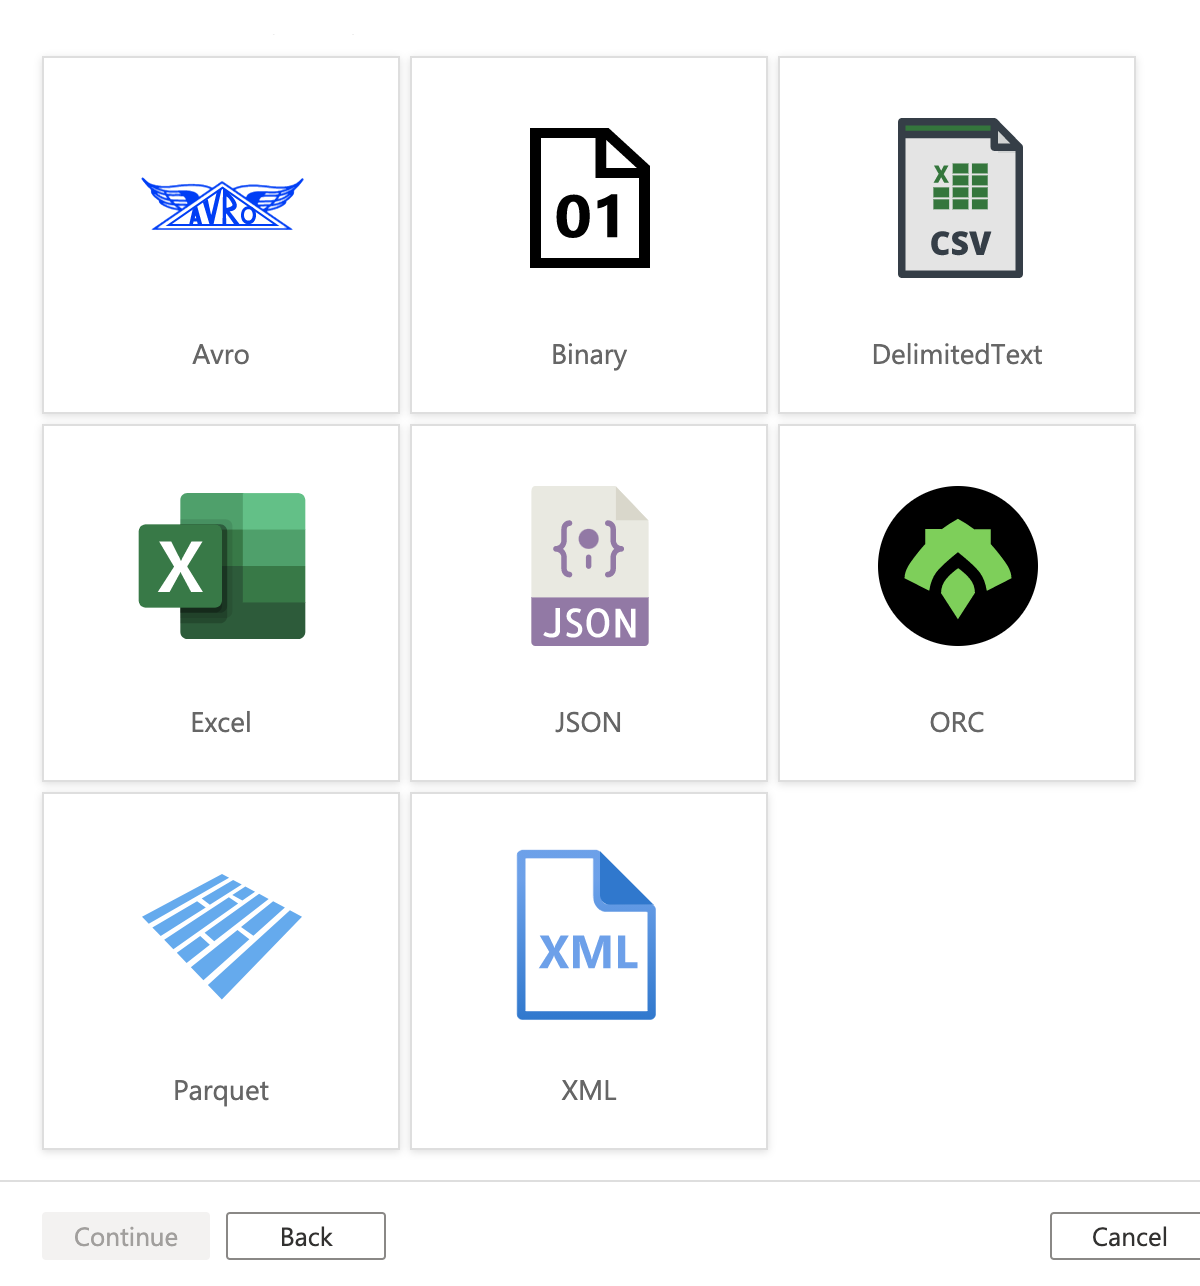 AVRO
01
X
CSV
Avro
Binary
DelimitedText
X
JSON
Excel
JSON
ORC
XML
Parquet
XML
Continue
Back
Cancel